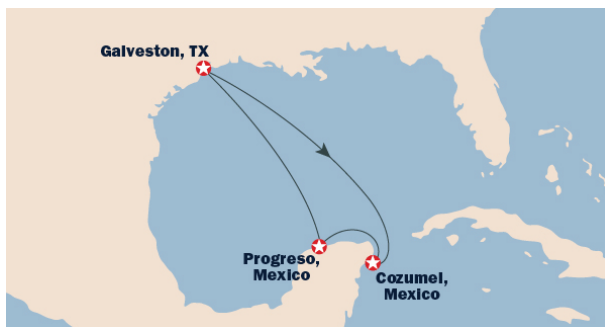 Galveston, TX
Progreso,
Mexico
Cozumel,
Mexico